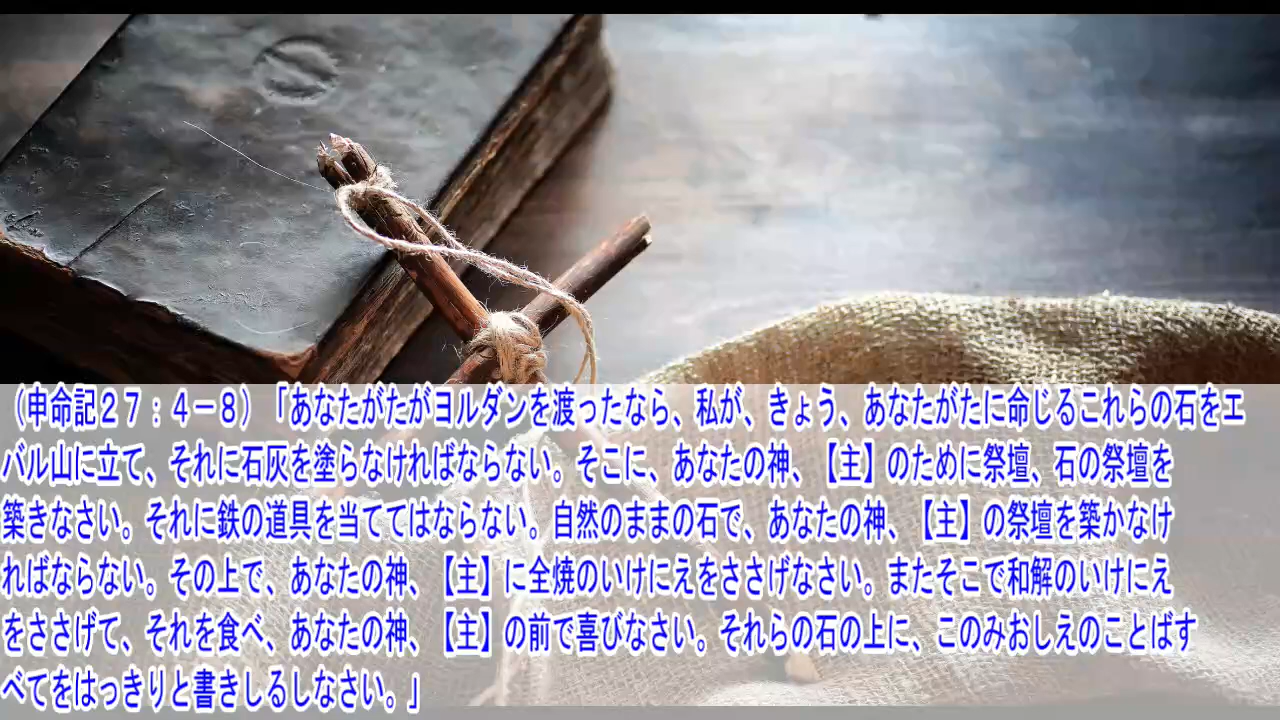 （申命記２７：４－８）「あなたがたがヨルダンを渡ったなら、私が、きょう、あなたがたに命じるこれらの石をエ
バル山に立て、それに石灰を塗らなければならない。そこに、あなたの神、【主】のために祭壇、石の祭壇を
築きなさい。それに鉄の道具を当ててはならない。自然のままの石で、あなたの神、【主】の祭壇を築かなけ
ればならない。その上で、あなたの神、【主】に全焼のいけにえをささげなさい。またそこで和解のいけにえ
をささげて、それを食べ、あなたの神、【主】の前で喜びなさい。それらの石の上に、このみおしえのことばす
べてをはっきりと書きしるしなさい。」